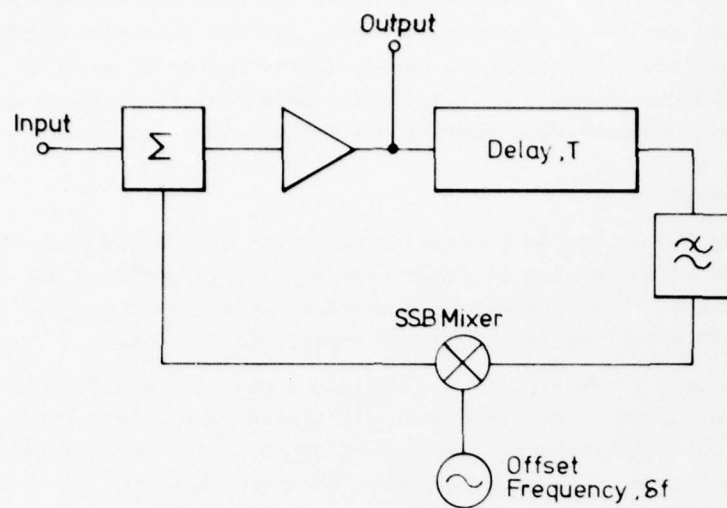 Output
Input
Σ
Delay, T
SSB Mixer
Offset
Frequency, δf